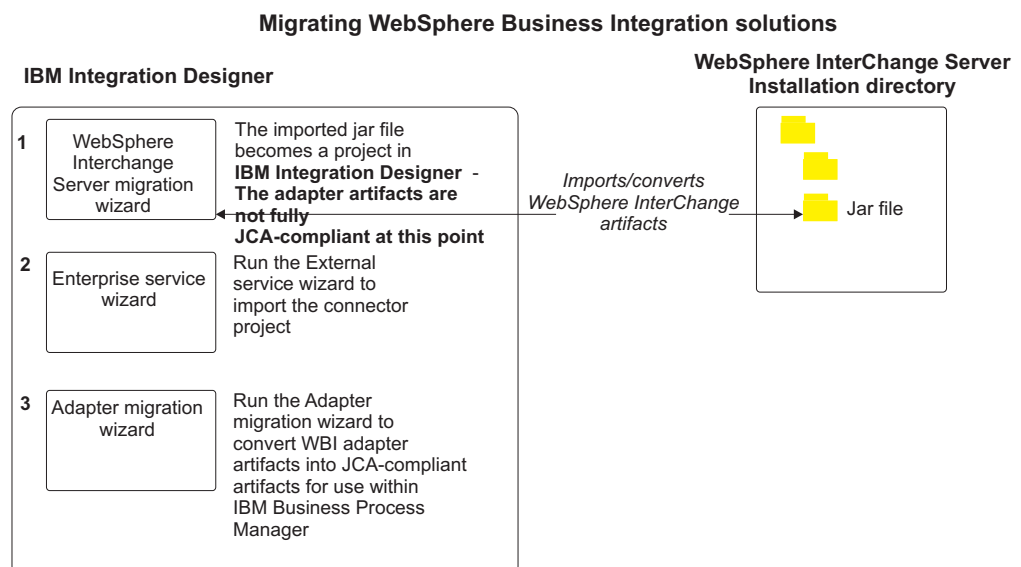 Migrating WebSphere Business Integration solutions
IBM Integration Designer
WebSphere InterChange Server
Installation directory
1
WebSphere
Interchange
Server migration
wizard
The imported jar file
becomes a project in
IBM Integration Designer -
The adapter artifacts are
not fully
JCA-compliant at this point
Imports/converts
WebSphere InterChange
artifacts
Jar file
2
Enterprise service
wizard
Run the External
service wizard to
import the connector
project
3
Adapter migration
wizard
Run the Adapter
migration wizard to
convert WBI adapter
artifacts into JCA-compliant
artifacts for use within
IBM Business Process
Manager